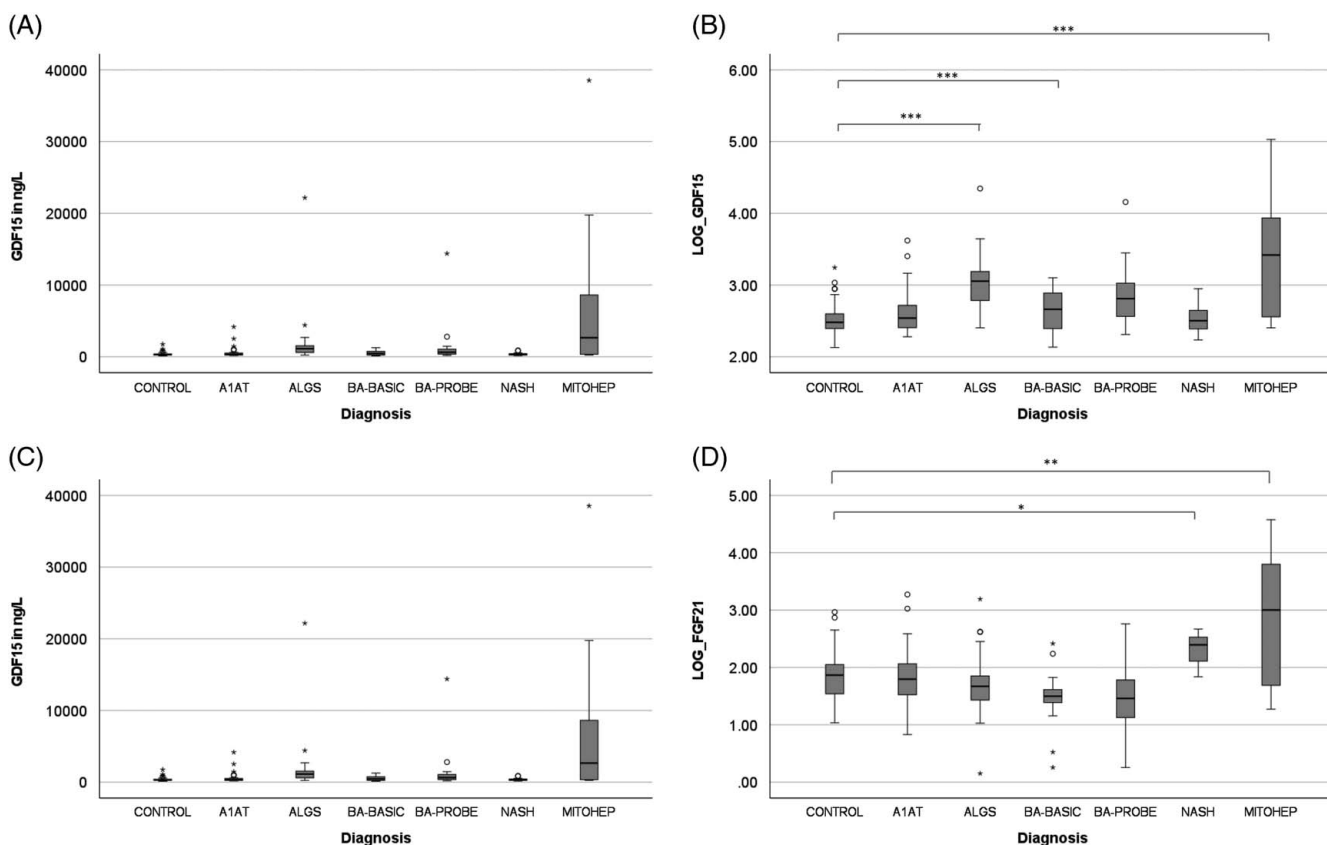 (A)
GDF15 in ng/L
40000
30000
20000
10000
0
*
*
*
*
*
*
*
*
CONTROL A1AT ALGS BA-BASIC BA-PROBE NASH MITOHEP
Diagnosis
(B)
LOG_GDF15
***
***
***
6.00
5.00
4.00
3.00
2.00
CONTROL A1AT ALGS BA-BASIC BA-PROBE NASH MITOHEP
Diagnosis
(C)
GDF15 in ng/L
40000
30000
20000
10000
0
CONTROL A1AT ALGS BA-BASIC BA-PROBE NASH MITOHEP
Diagnosis
(D)
LOG_FGF21
**
*
5.00
4.00
3.00
2.00
1.00
.00
CONTROL A1AT ALGS BA-BASIC BA-PROBE NASH MITOHEP
Diagnosis